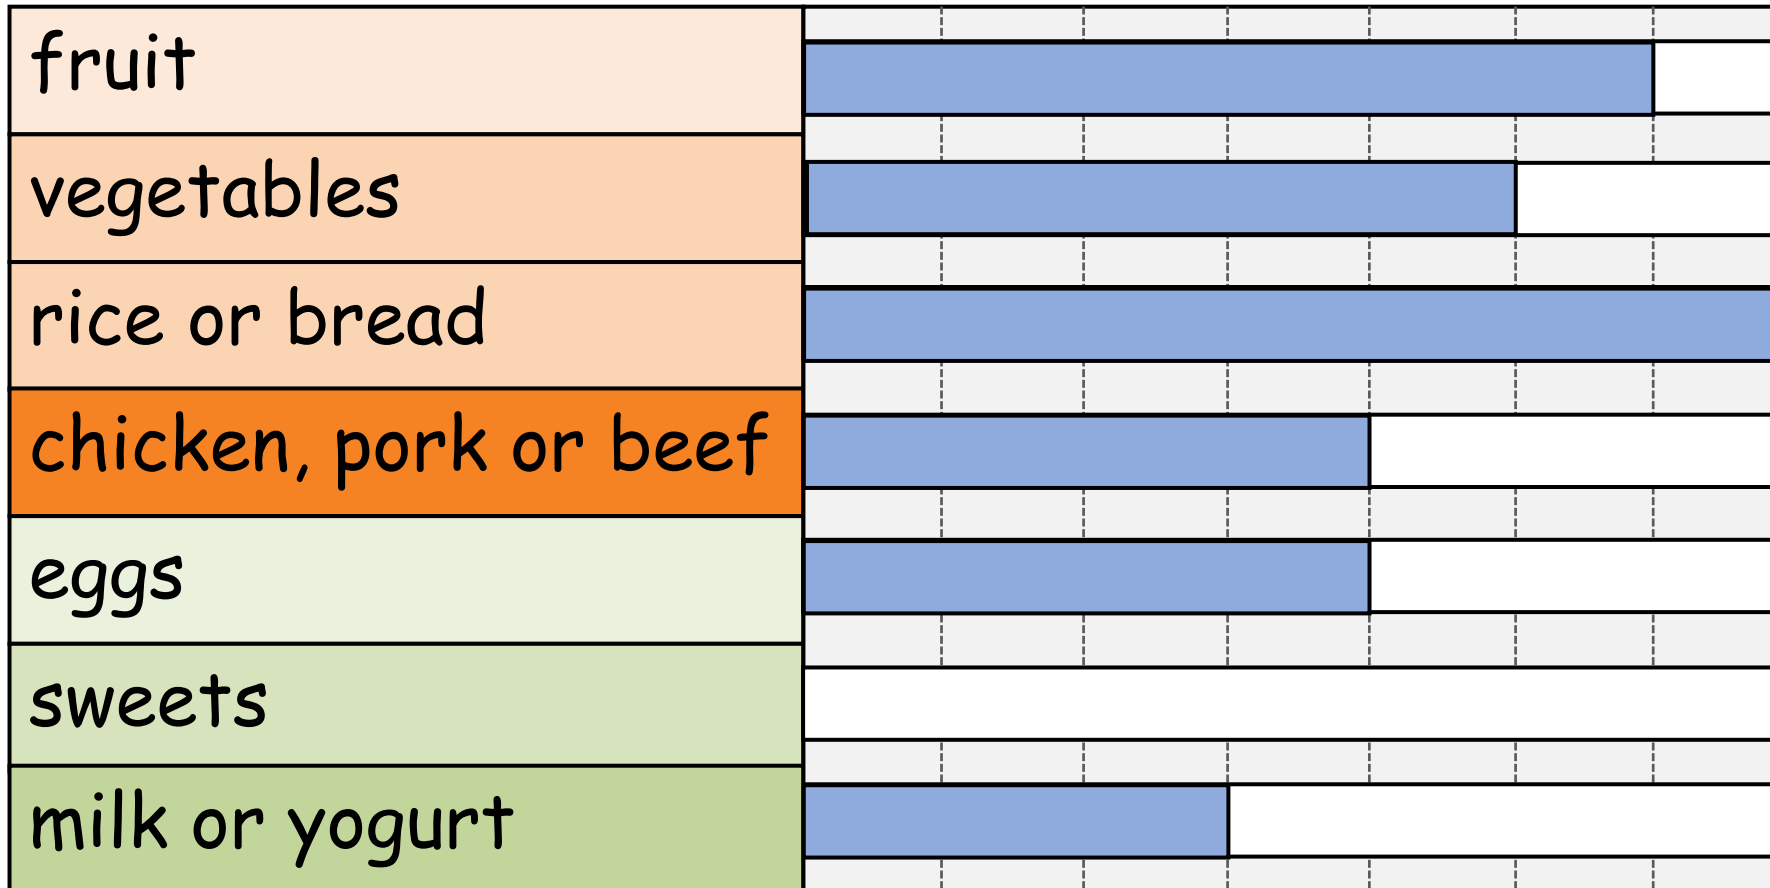 fruit
vegetables
rice or bread
chicken, pork or beef
eggs
sweets
milk or yogurt